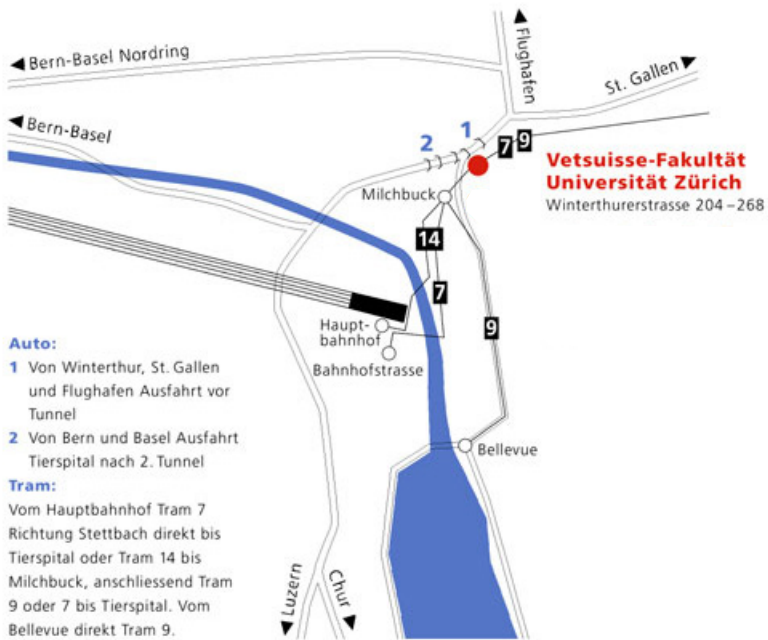 Flughafen
Bern-Basel Nordring
St. Gallen
Bern-Basel
1
2
7
9
Vetsuisse-Fakultät
Universität Zürich
Winterthurerstrasse 204–268
Milchbuck
14
7
9
Haupt-
bahnhof
Bahnhofstrasse
Bellevue
Luzern
Chur
Auto:
1 Von Winterthur, St. Gallen
und Flughafen Ausfahrt vor
Tunnel
2 Von Bern und Basel Ausfahrt
Tierspital nach 2. Tunnel
Tram:
Vom Hauptbahnhof Tram 7
Richtung Stettbach direkt bis
Tierspital oder Tram 14 bis
Milchbuck, anschliessend Tram
9 oder 7 bis Tierspital. Vom
Bellevue direkt Tram 9.